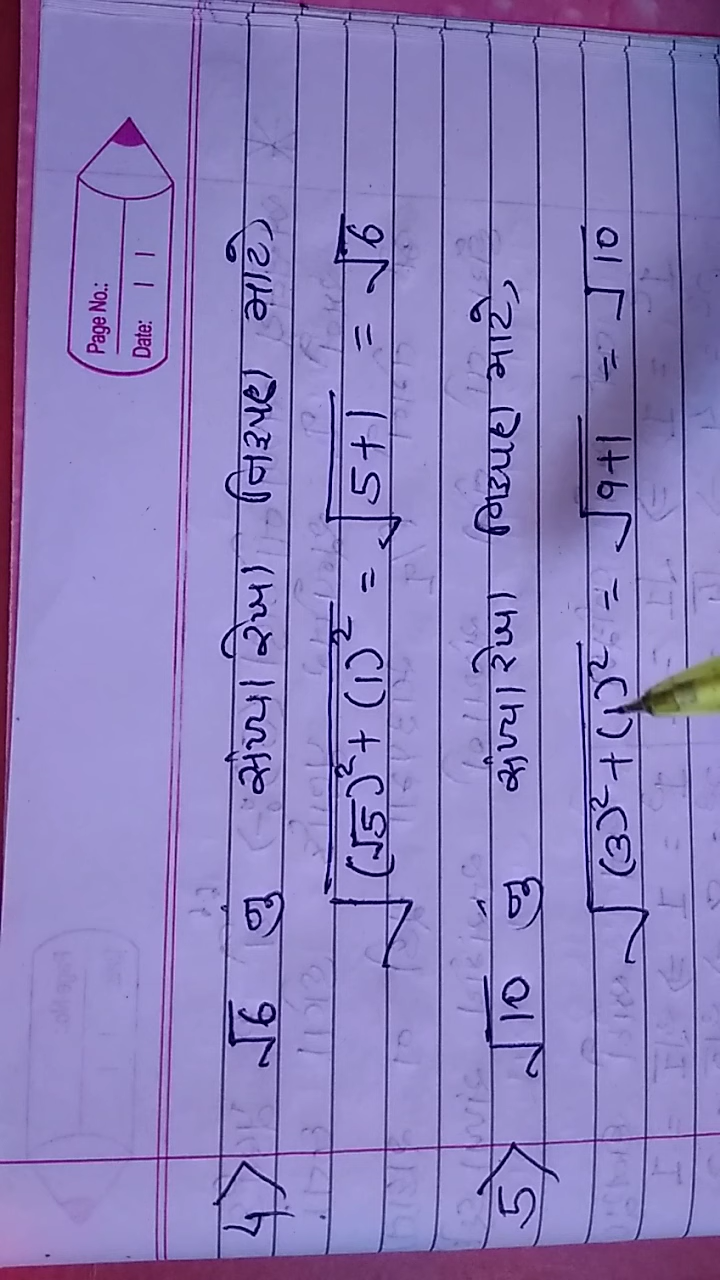 Page No.:
Date: | |
4> √6 નુ સંખ્યા રેખા નિરૂપણ માટે,
√(√5)² + (1)² = √5+1 = √6
5> √10 નું સંખ્યારેખા નિરૂપણ માટે,
√(3)² + (1)² = √9+1 = √10